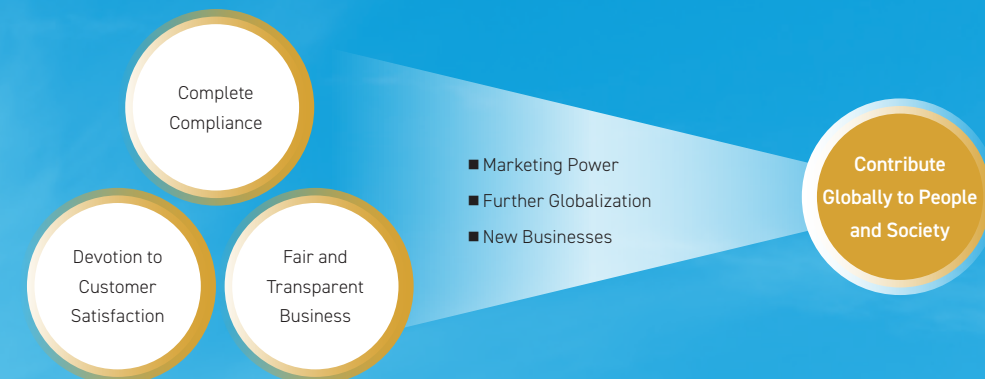 Complete
Compliance
Devotion to
Customer
Satisfaction
Fair and
Transparent
Business
■ Marketing Power
■ Further Globalization
■ New Businesses
Contribute
Globally to People
and Society